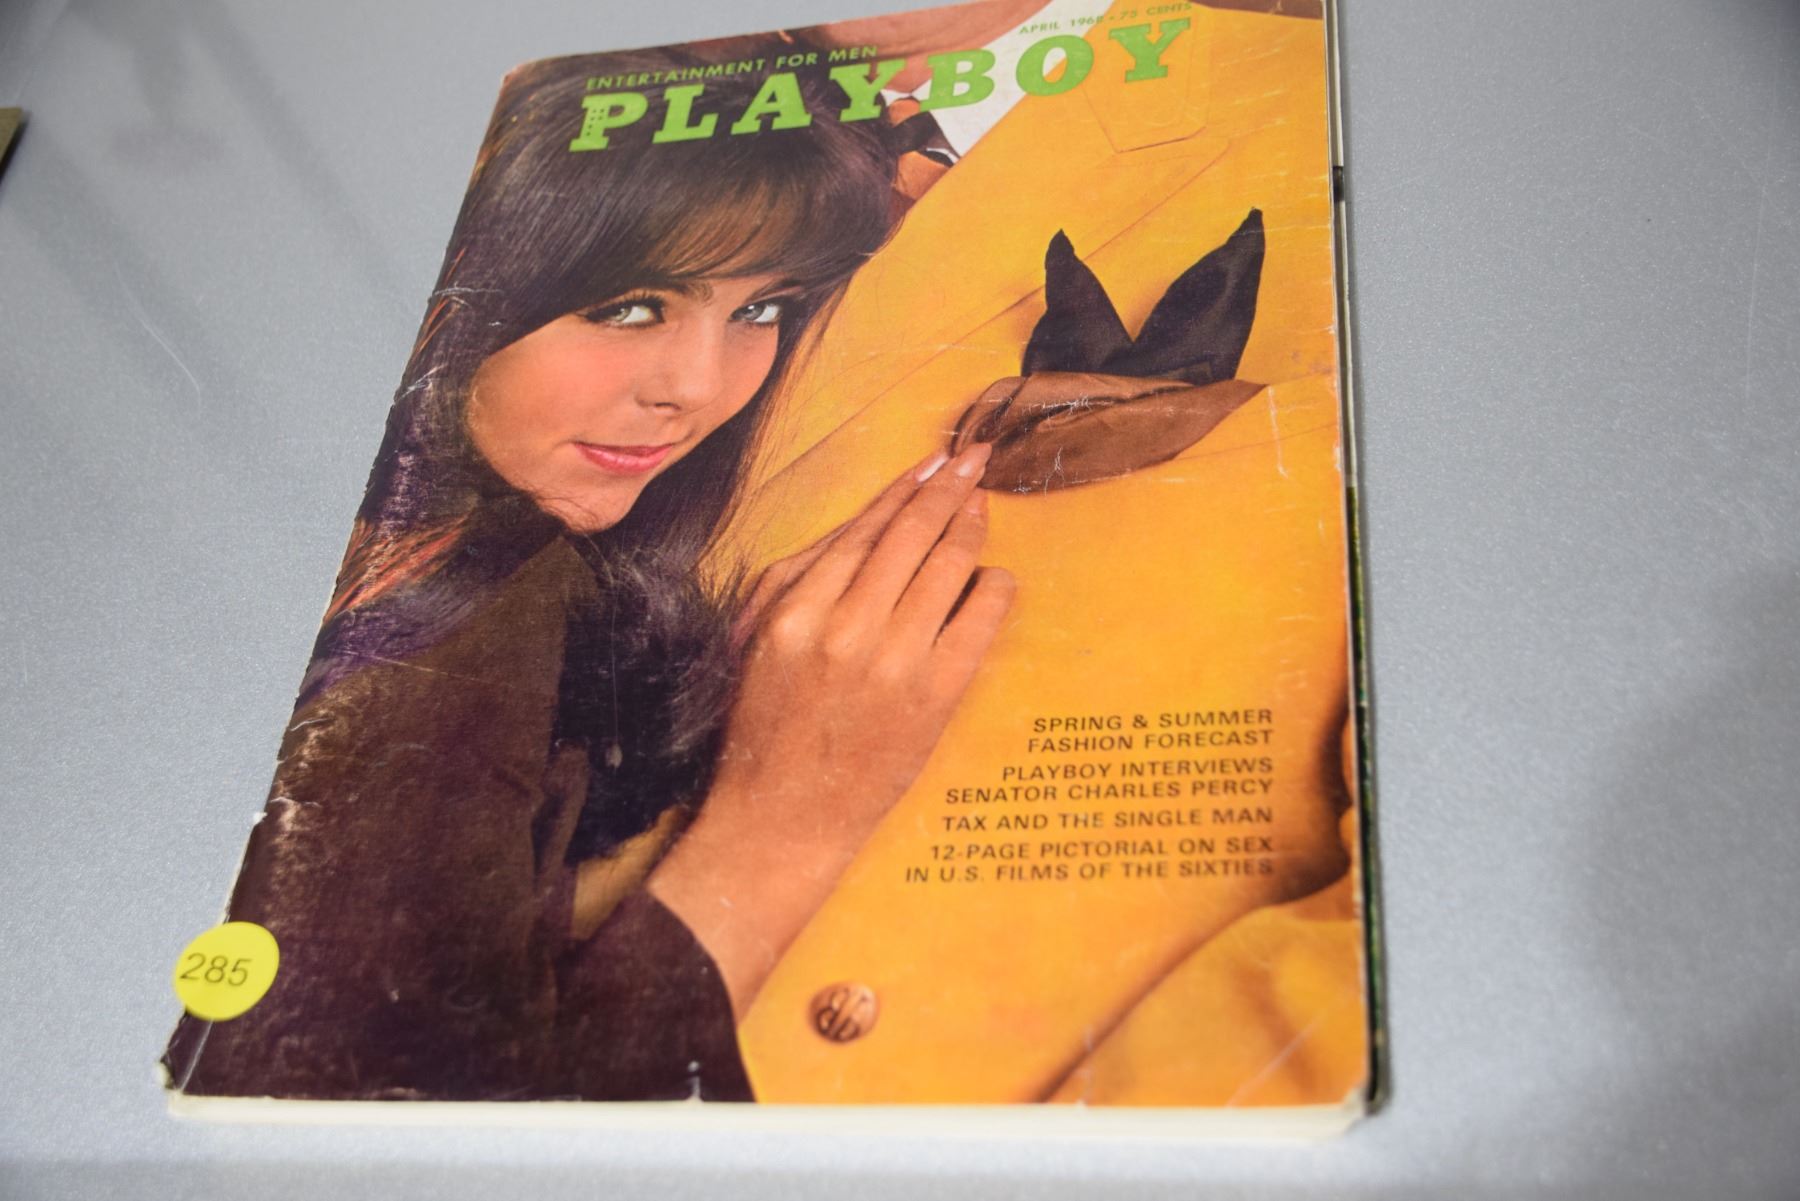 APRIL 1968 • 75 CENTS
ENTERTAINMENT FOR MEN
PLAYBOY
SPRING & SUMMER
FASHION FORECAST
PLAYBOY INTERVIEWS
SENATOR CHARLES PERCY
TAX AND THE SINGLE MAN
12-PAGE PICTORIAL ON SEX
IN U.S. FILMS OF THE SIXTIES
285